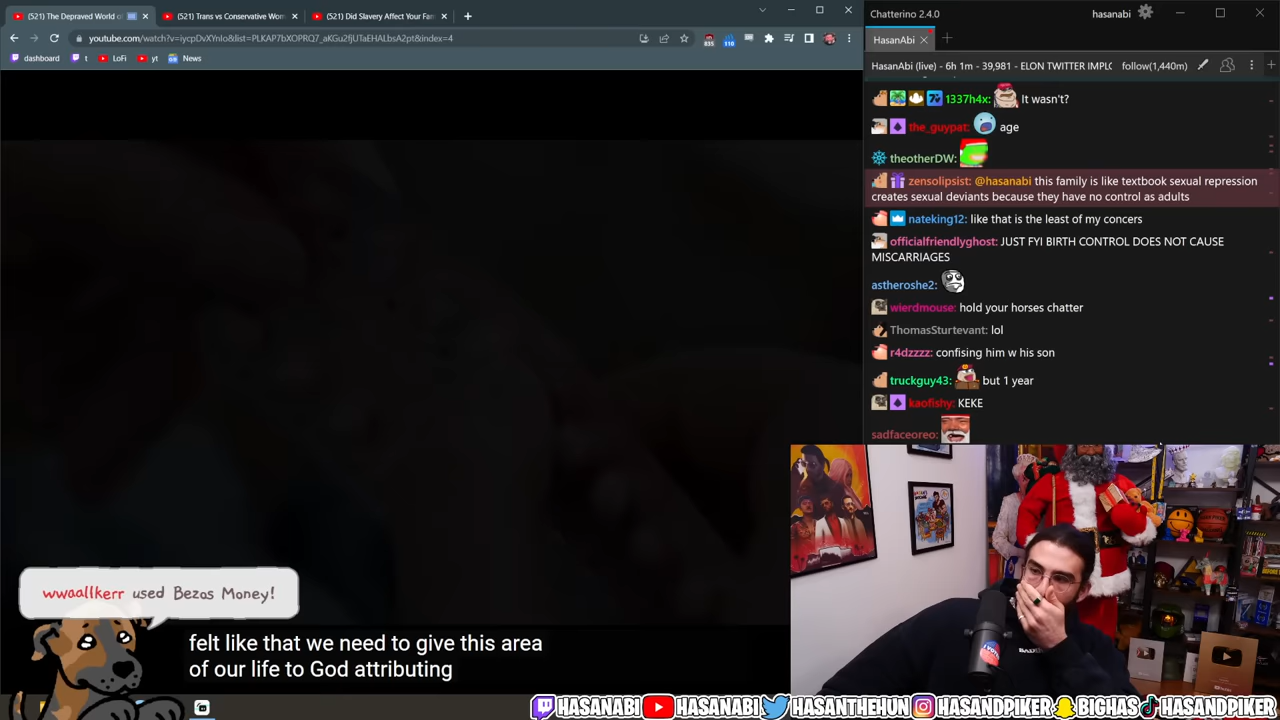 (521) The Depraved World of
(521) Trans vs Conservative Wom
(521) Did Slavery Affect Your Fam
youtube.com/watch?v=iycpDvXYnIo&list=PLKAP7bXOPRQ7_aKGu2fjUTaEHALbsA2pt&index=4
dashboard
t
LoFi
yt
News
Chatterino 2.4.0
hasanabi
HasanAbi
HasanAbi (live) - 6h 1m - 39,981 - ELON TWITTER IMPLC
follow(1,440m)
1337h4x: It wasn't?
the_guypat: age
theotherDW:
zensolipsist: @hasanabi this family is like textbook sexual repression
creates sexual deviants because they have no control as adults
nateking12: like that is the least of my concers
officialfriendlyghost: JUST FYI BIRTH CONTROL DOES NOT CAUSE
MISCARRIAGES
astheroshe2:
wierdmouse: hold your horses chatter
ThomasSturtevant: lol
r4dzzzz: confising him w his son
truckguy43: but 1 year
kaofishy: KEKE
sadfaceoreo:
wwaallkerr used Bezos Money!
felt like that we need to give this area
of our life to God attributing
HASANABI HASANABI HASANTHEHUN HASANDPIKER BIGHAS HASANDPIKER